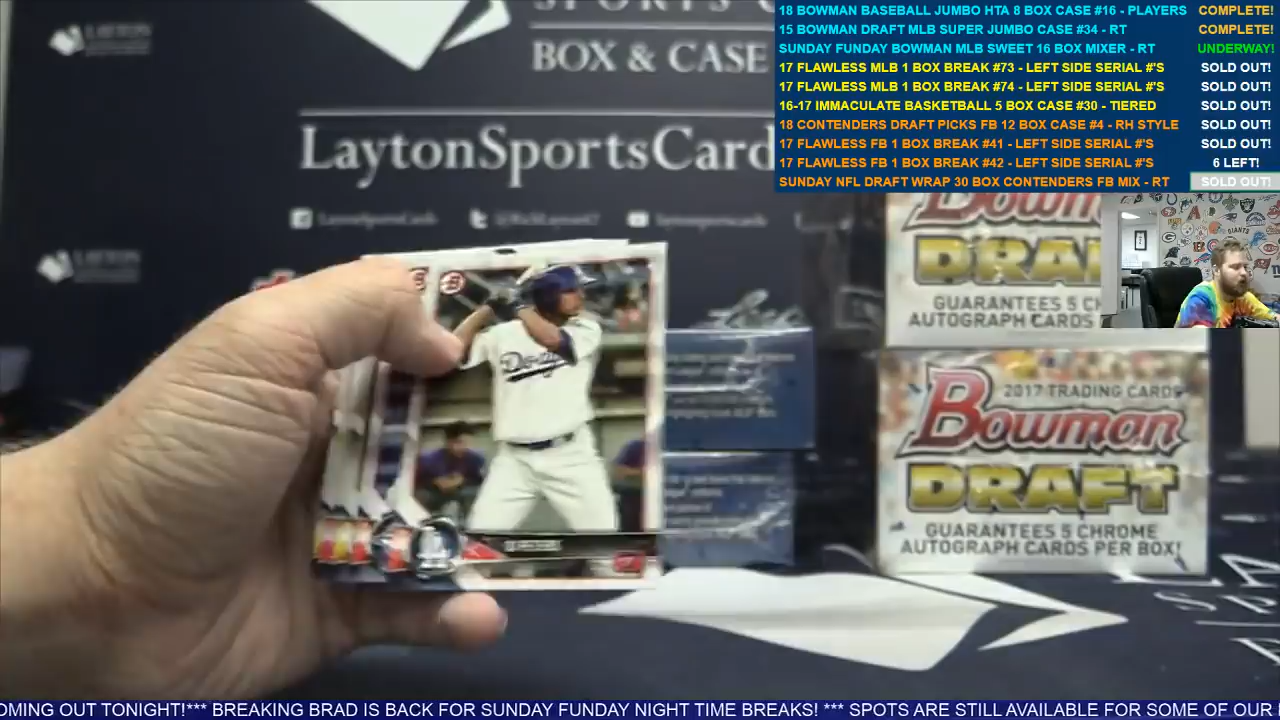 18 BOWMAN BASEBALL JUMBO HTA 8 BOX CASE #16 - PLAYERS COMPLETE!
15 BOWMAN DRAFT MLB SUPER JUMBO CASE #34 - RT COMPLETE!
SUNDAY FUNDAY BOWMAN MLB SWEET 16 BOX MIXER - RT UNDERWAY!
17 FLAWLESS MLB 1 BOX BREAK #73 - LEFT SIDE SERIAL #'S SOLD OUT!
17 FLAWLESS MLB 1 BOX BREAK #74 - LEFT SIDE SERIAL #'S SOLD OUT!
16-17 IMMACULATE BASKETBALL 5 BOX CASE #30 - TIERED SOLD OUT!
18 CONTENDERS DRAFT PICKS FB 12 BOX CASE #4 - RH STYLE SOLD OUT!
17 FLAWLESS FB 1 BOX BREAK #41 - LEFT SIDE SERIAL #'S SOLD OUT!
17 FLAWLESS FB 1 BOX BREAK #42 - LEFT SIDE SERIAL #'S 6 LEFT!
SUNDAY NFL DRAFT WRAP 30 BOX CONTENDERS FB MIX - RT SOLD OUT!
BOX & CASE
LaytonSportsCard
LaytonSportsCards
laytonsportscards
LAYTON
Bowm
DRA
GUARANTEES 5 CH
AUTOGRAPH CARDS
2017 TRADING CARDS
Bowman
DRAFT
GUARANTEES 5 CHROME
AUTOGRAPH CARDS PER BOX!
OMING OUT TONIGHT!*** BREAKING BRAD IS BACK FOR SUNDAY FUNDAY NIGHT TIME BREAKS! *** SPOTS ARE STILL AVAILABLE FOR SOME OF OUR